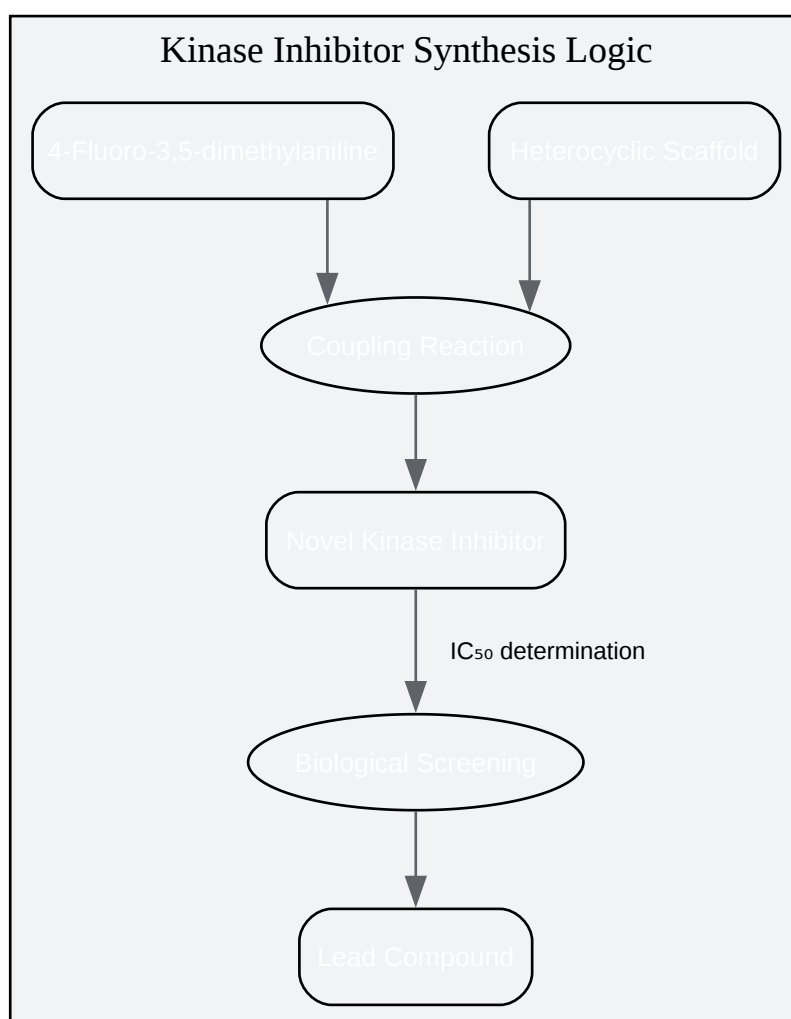 Kinase Inhibitor Synthesis Logic
4-Fluoro-3,5-dimethylaniline
Heterocyclic Scaffold
Coupling Reaction
Novel Kinase Inhibitor
IC₅₀ determination
Biological Screening
Lead Compound